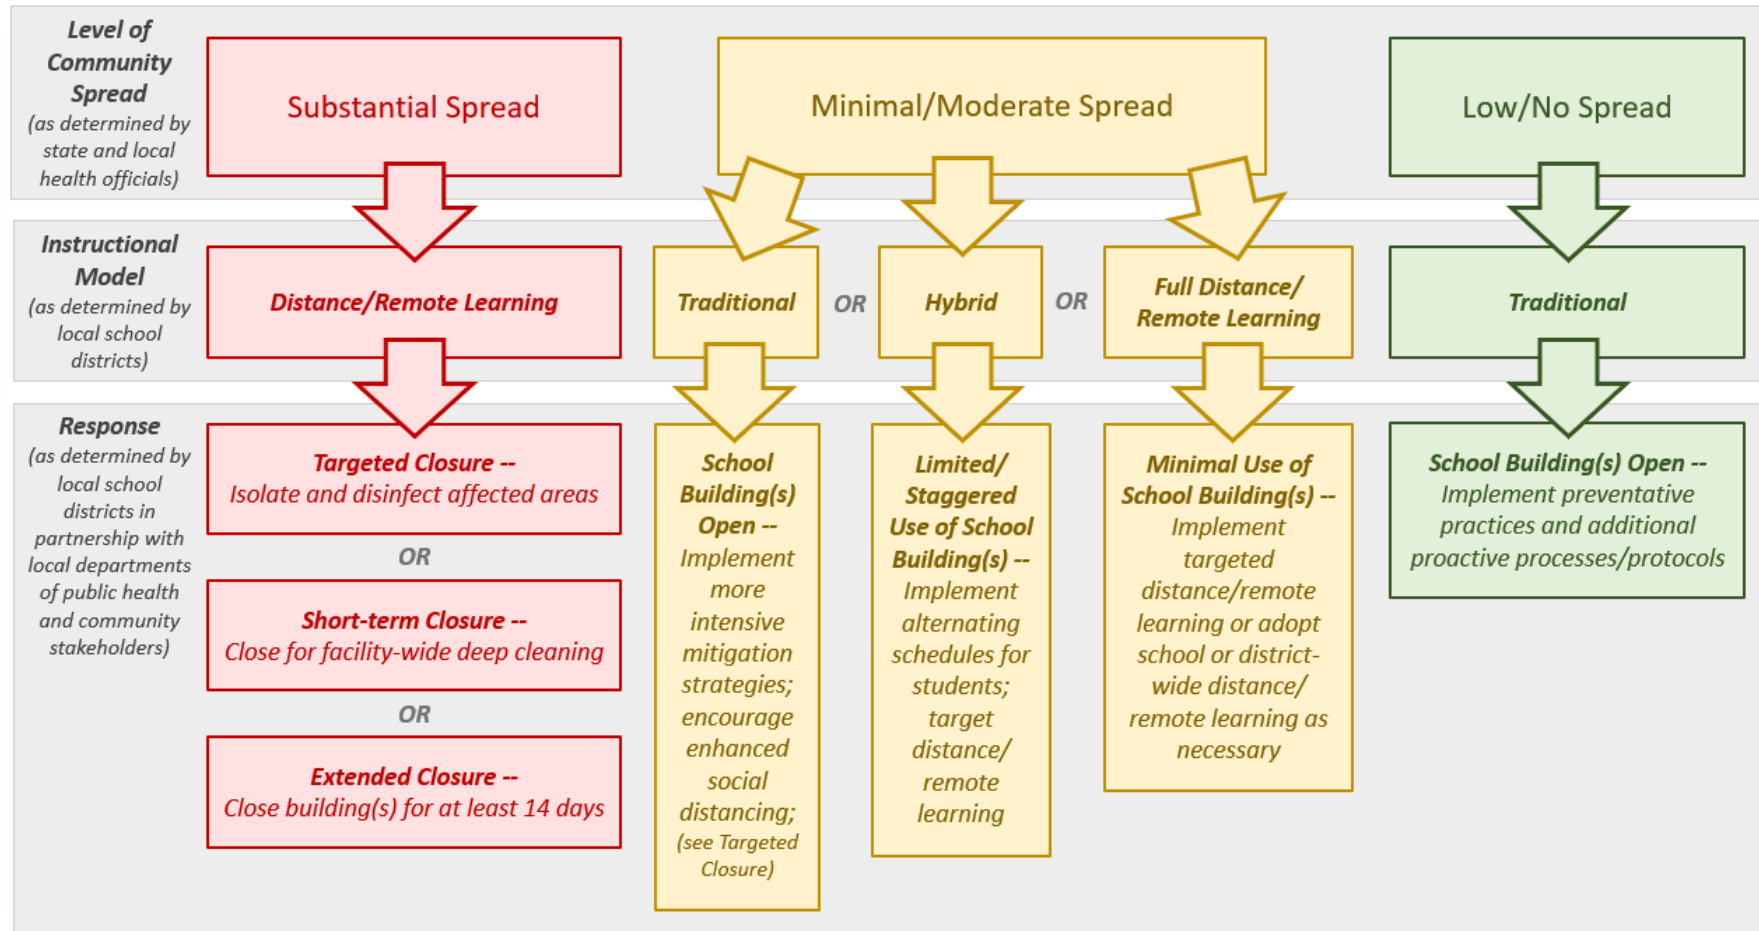 Level of
Community
Spread
(as determined by
state and local
health officials)
Substantial Spread
Minimal/Moderate Spread
Low/No Spread
Instructional
Model
(as determined by
local school
districts)
Distance/Remote Learning
Traditional
OR
Hybrid
OR
Full Distance/
Remote Learning
Traditional
Response
(as determined by
local school
districts in
partnership with
local departments
of public health
and community
stakeholders)
Targeted Closure --
Isolate and disinfect affected areas
OR
Short-term Closure --
Close for facility-wide deep cleaning
OR
Extended Closure --
Close building(s) for at least 14 days
School
Building(s)
Open --
Implement
more
intensive
mitigation
strategies;
encourage
enhanced
social
distancing;
(see Targeted
Closure)
Limited/
Staggered
Use of School
Building(s) --
Implement
alternating
schedules for
students;
target
distance/
remote
learning
Minimal Use of
School Building(s) --
Implement
targeted
distance/remote
learning or adopt
school or district-
wide distance/
remote learning as
necessary
School Building(s) Open --
Implement preventative
practices and additional
proactive processes/protocols